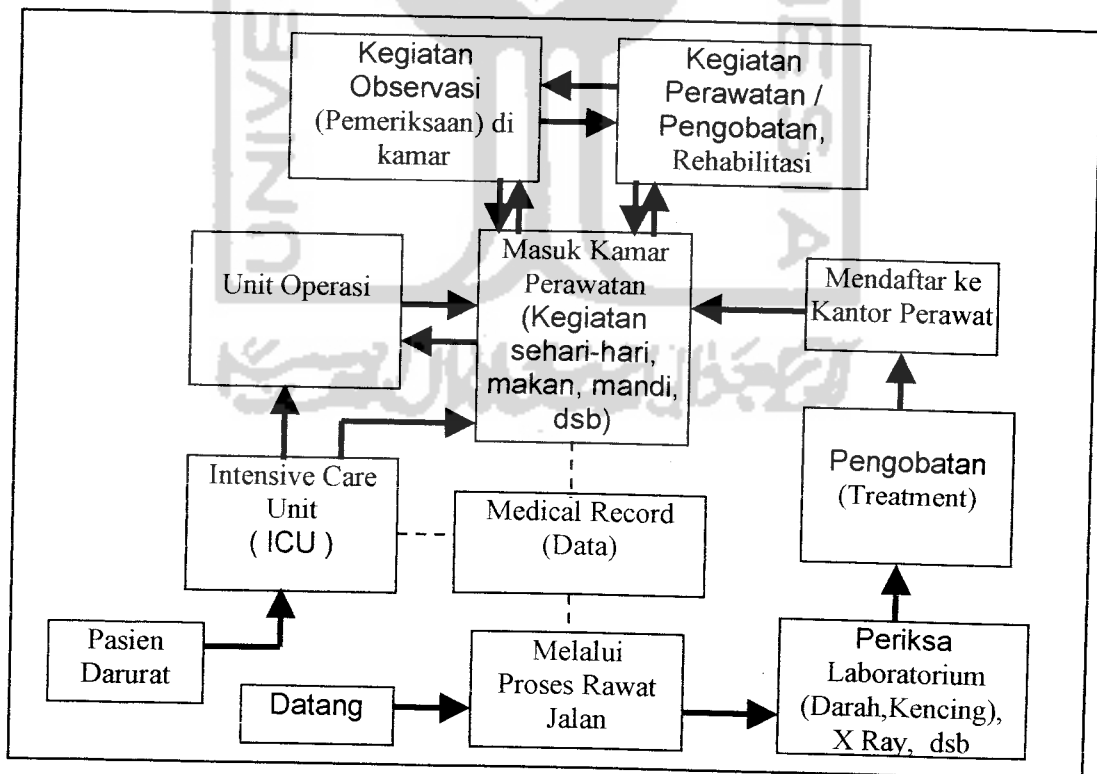 Kegiatan
Observasi
(Pemeriksaan) di
kamar
Kegiatan
Perawatan /
Pengobatan,
Rehabilitasi
Unit Operasi
Masuk Kamar
Perawatan
(Kegiatan
sehari-hari,
makan, mandi,
dsb)
Mendaftar ke
Kantor Perawat
Intensive Care
Unit
( ICU )
Medical Record
(Data)
Pengobatan
(Treatment)
Pasien
Darurat
Datang
Melalui
Proses Rawat
Jalan
Periksa
Laboratorium
(Darah,Kencing),
X Ray, dsb